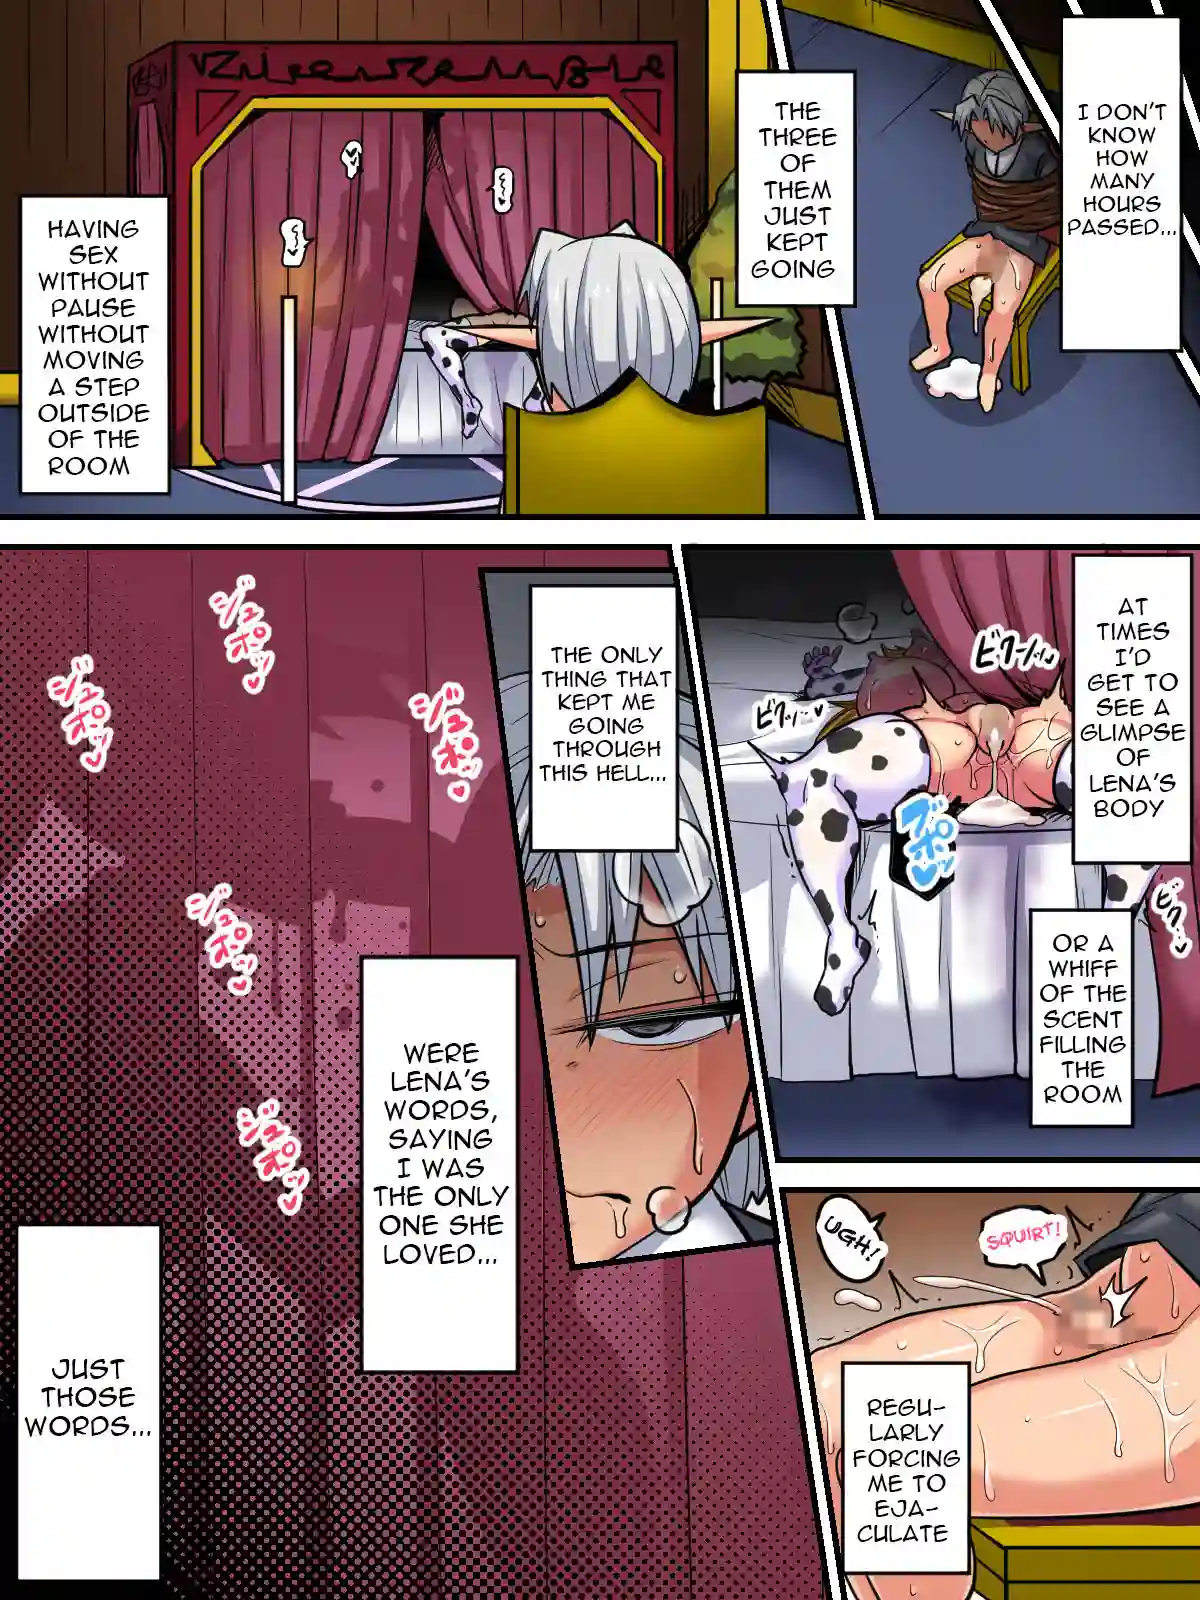 I DON'T
KNOW
HOW
MANY
HOURS
PASSED...
THE
THREE
OF
THEM
JUST
KEPT
GOING
HAVING
SEX
WITHOUT
PAUSE
WITHOUT
MOVING
A STEP
OUTSIDE
OF THE
ROOM
AT
TIMES
I'D
GET TO
SEE A
GLIMPSE
OF
LENA'S
BODY
ビクーッ
ビクッ…♥
ブポッ♥
ビクッ…♥
OR A
WHIFF
OF THE
SCENT
FILLING
THE
ROOM
SQUIRT!
UGH!
REGU-
LARLY
FORCING
ME TO
EJA-
CULATE
THE ONLY
THING THAT
KEPT ME
GOING
THROUGH
THIS HELL...
ジュポッ♥
ジュポッ♥
ジュポッ♥
ジュポッ♥
ジュポッ♥
WERE
LENA'S
WORDS,
SAYING
I WAS
THE ONLY
ONE SHE
LOVED...
JUST
THOSE
WORDS...